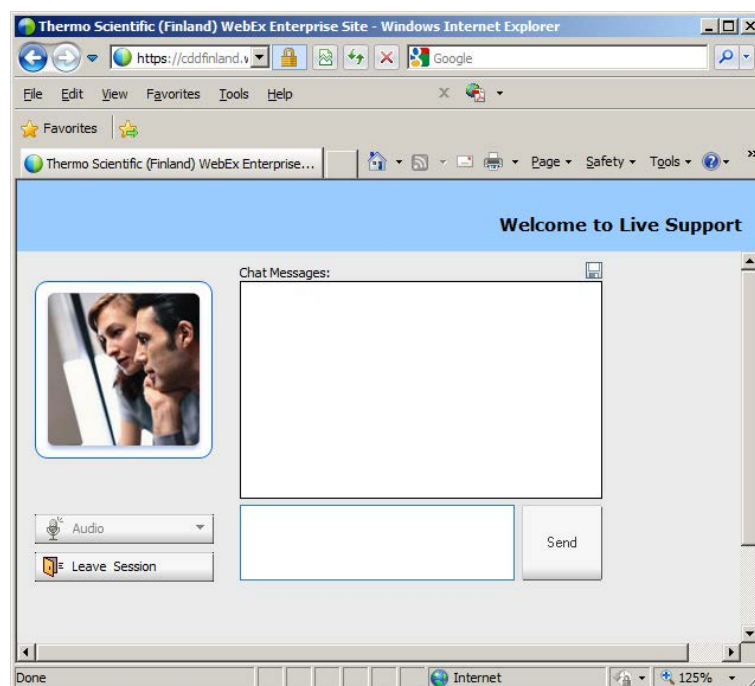 Thermo Scientific (Finland) WebEx Enterprise Site - Windows Internet Explorer
https://cddfinland.
Google
File Edit View Favorites Tools Help
Favorites
Thermo Scientific (Finland) WebEx Enterprise...
Page Safety Tools
Welcome to Live Support
Chat Messages:
Audio
Leave Session
Send
Done
Internet
125%